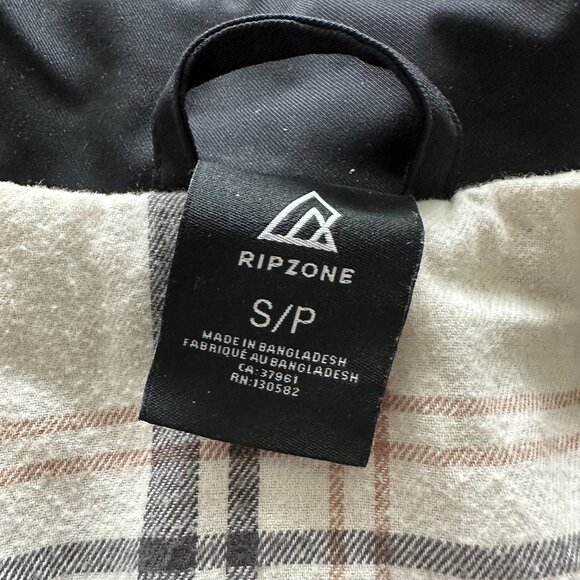 RIPZONE
S/P
MADE IN BANGLADESH
FABRIQUÉ AU BANGLADESH
CA:37961
RN:130582